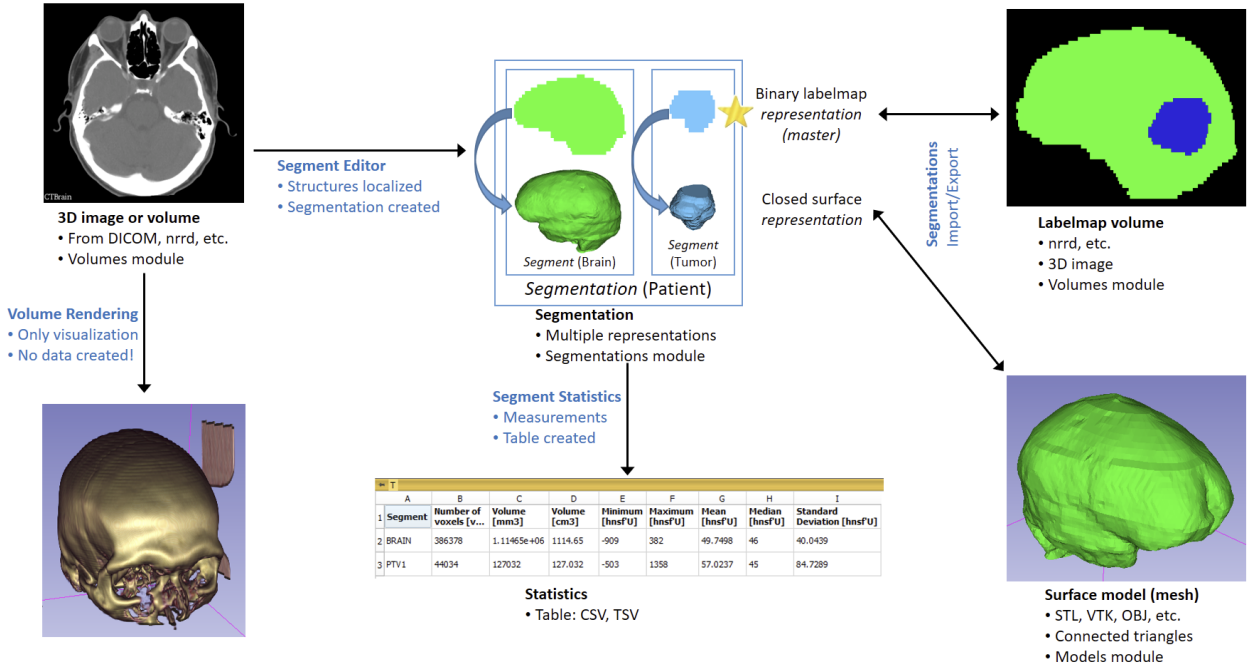 CTBrain
3D image or volume
• From DICOM, nrrd, etc.
• Volumes module
Volume Rendering
• Only visualization
• No data created!
Segment Editor
• Structures localized
• Segmentation created
Segment (Brain)
Segment
(Tumor)
Segmentation (Patient)
Segmentation
• Multiple representations
• Segmentations module
Binary labelmap
representation
(master)
Closed surface
representation
Segmentations
Import/Export
Labelmap volume
• nrrd, etc.
• 3D image
• Volumes module
Segment Statistics
• Measurements
• Table created
T
A B C D E F G H I
1 Segment Number of voxels [v... Volume [mm3] Volume [cm3] Minimum [hnsf'U] Maximum [hnsf'U] Mean [hnsf'U] Median [hnsf'U] Standard Deviation [hnsf'U]
2 BRAIN 386378 1.11465e+06 1114.65 -909 382 49.7498 46 40.0439
3 PTV1 44034 127032 127.032 -503 1358 57.0237 45 84.7289
Statistics
• Table: CSV, TSV
Surface model (mesh)
• STL, VTK, OBJ, etc.
• Connected triangles
• Models module